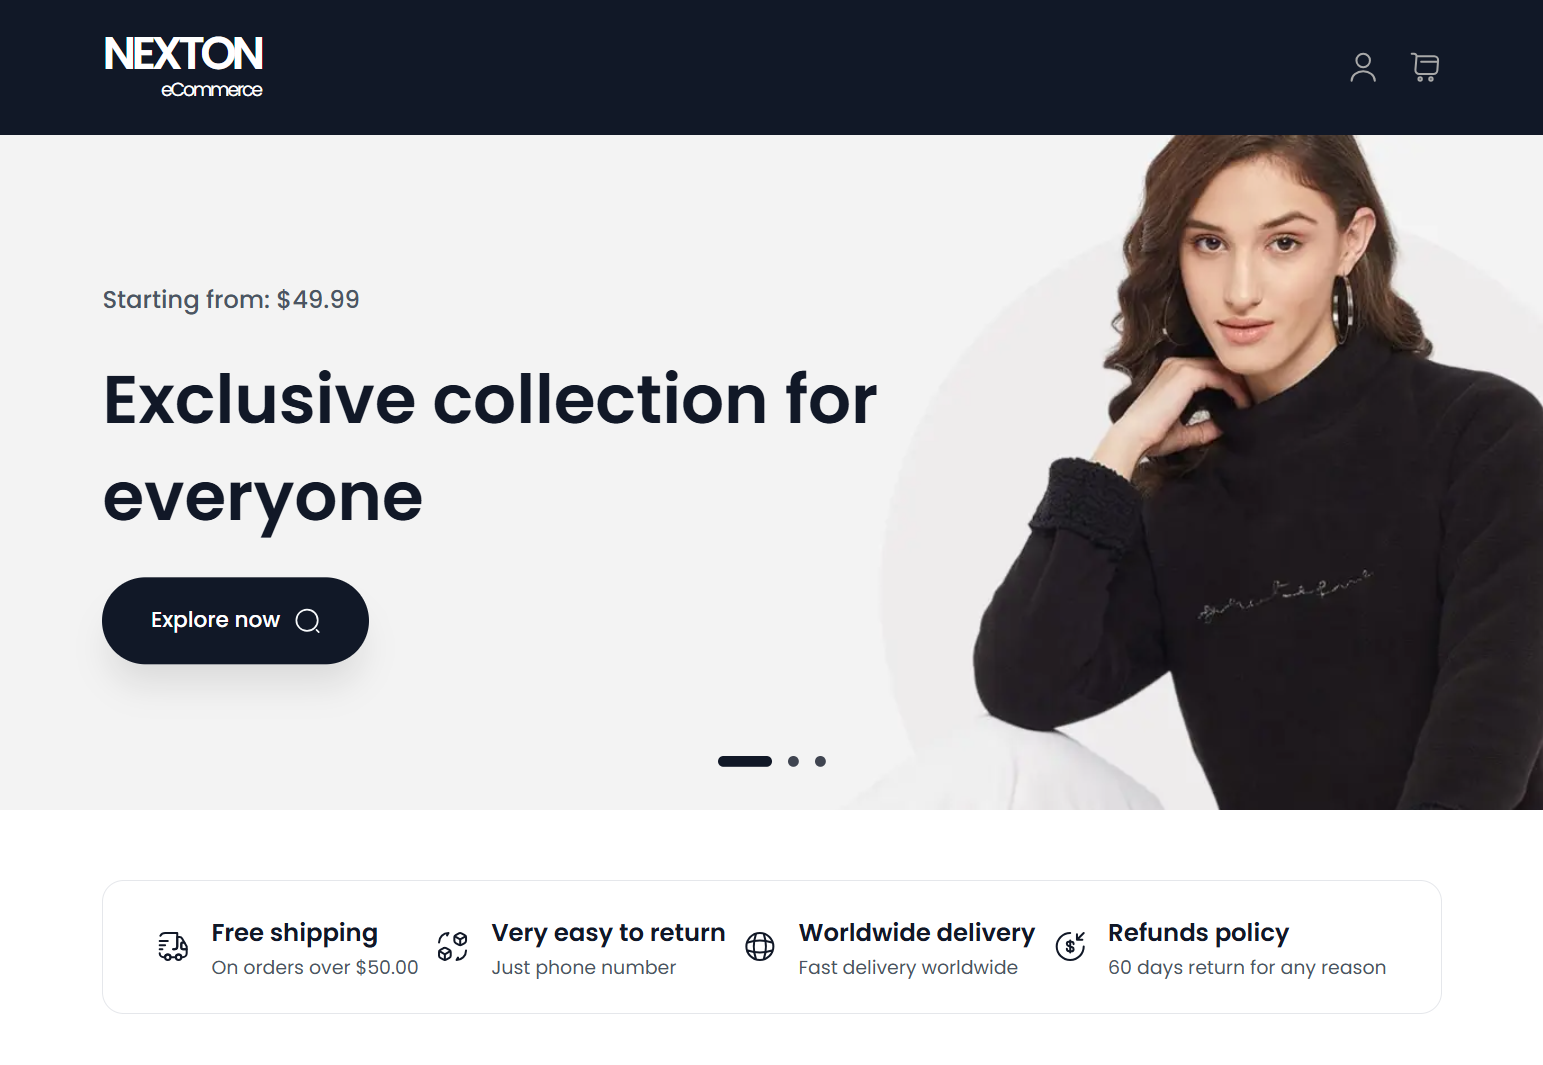 NEXTON
eCommerce
Starting from: $49.99
Exclusive collection for
everyone
Explore now
Free shipping
On orders over $50.00
Very easy to return
Just phone number
Worldwide delivery
Fast delivery worldwide
Refunds policy
60 days return for any reason